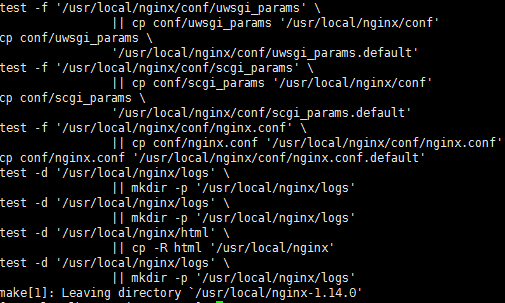 test -f '/usr/local/nginx/conf/uwsgi_params' \
|| cp conf/uwsgi_params '/usr/local/nginx/conf'
cp conf/uwsgi_params \
'/usr/local/nginx/conf/uwsgi_params.default'
test -f '/usr/local/nginx/conf/scgi_params' \
|| cp conf/scgi_params '/usr/local/nginx/conf'
cp conf/scgi_params \
'/usr/local/nginx/conf/scgi_params.default'
test -f '/usr/local/nginx/conf/nginx.conf' \
|| cp conf/nginx.conf '/usr/local/nginx/conf/nginx.conf'
cp conf/nginx.conf '/usr/local/nginx/conf/nginx.conf.default'
test -d '/usr/local/nginx/logs' \
|| mkdir -p '/usr/local/nginx/logs'
test -d '/usr/local/nginx/logs' \
|| mkdir -p '/usr/local/nginx/logs'
test -d '/usr/local/nginx/html' \
|| cp -R html '/usr/local/nginx'
test -d '/usr/local/nginx/logs' \
|| mkdir -p '/usr/local/nginx/logs'
make[1]: Leaving directory `/usr/local/nginx-1.14.0'